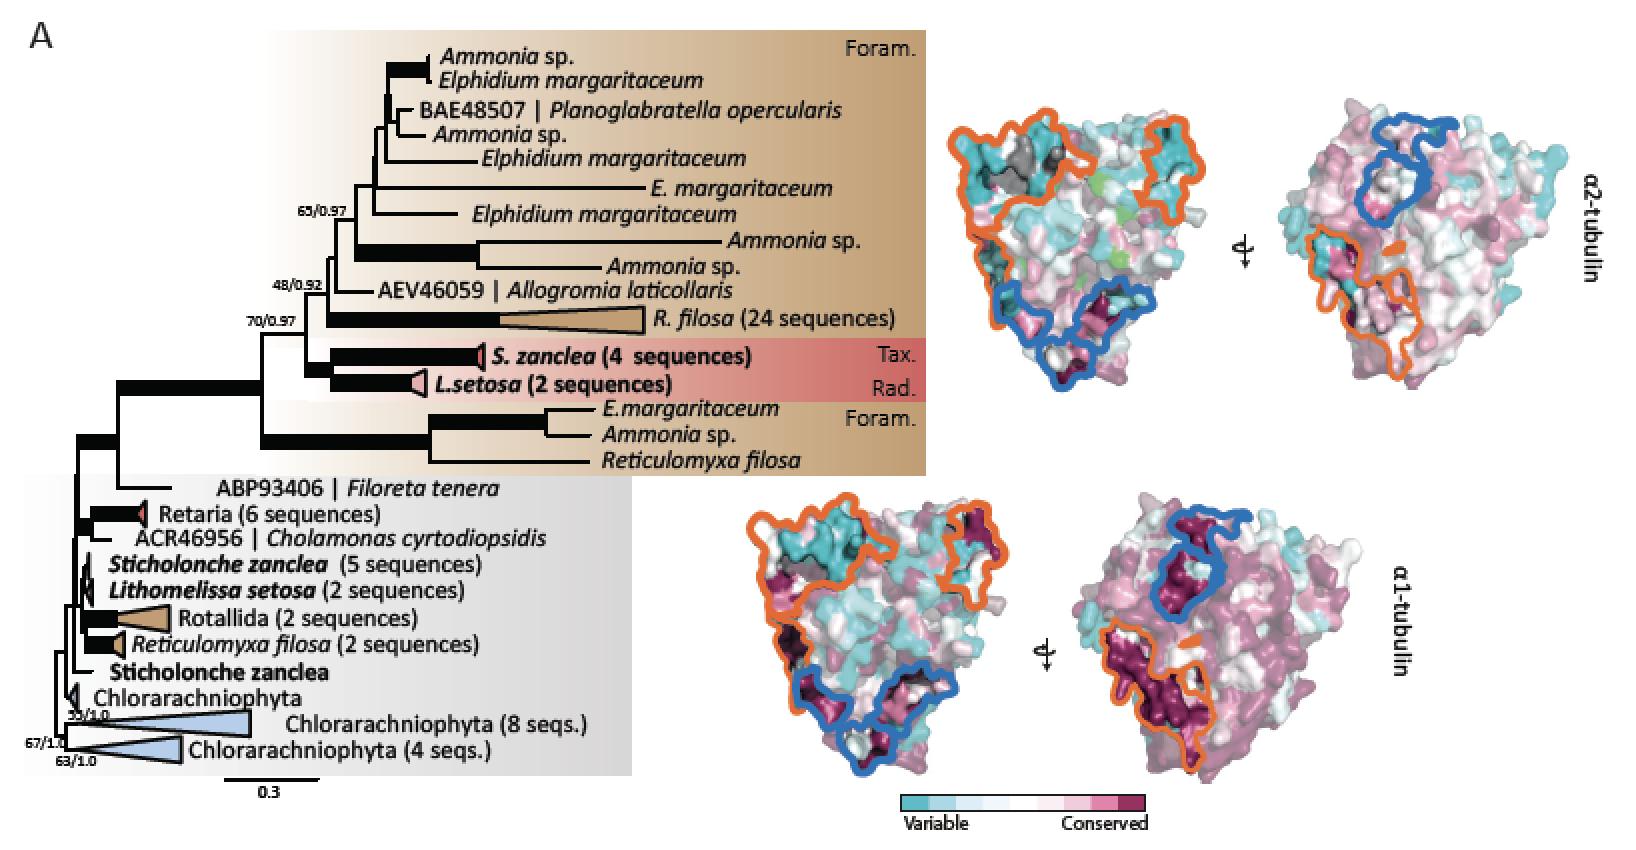 A
Foram.
Ammonia sp.
Elphidium margaritaceum
BAE48507 | Planoglabratella opercularis
Ammonia sp.
Elphidium margaritaceum
E. margaritaceum
65/0.97
Elphidium margaritaceum
Ammonia sp.
Ammonia sp.
48/0.92
AEV46059 | Allogromia laticollaris
70/0.97
R. filosa (24 sequences)
S. zanclea (4 sequences)
Tax.
L.setosa (2 sequences)
Rad.
E.margaritaceum
Foram.
Ammonia sp.
Reticulomyxa filosa
ABP93406 | Filoreta tenera
Retaria (6 sequences)
ACR46956 | Cholamonas cyrtodiopsidis
Sticholonche zanclea (5 sequences)
Lithomelissa setosa (2 sequences)
Rotallida (2 sequences)
Reticulomyxa filosa (2 sequences)
Sticholonche zanclea
Chlorarachniophyta
Chlorarachniophyta (8 seqs.)
67/1.0
Chlorarachniophyta (4 seqs.)
63/1.0
0.3
α2-tubulin
α1-tubulin
Variable
Conserved